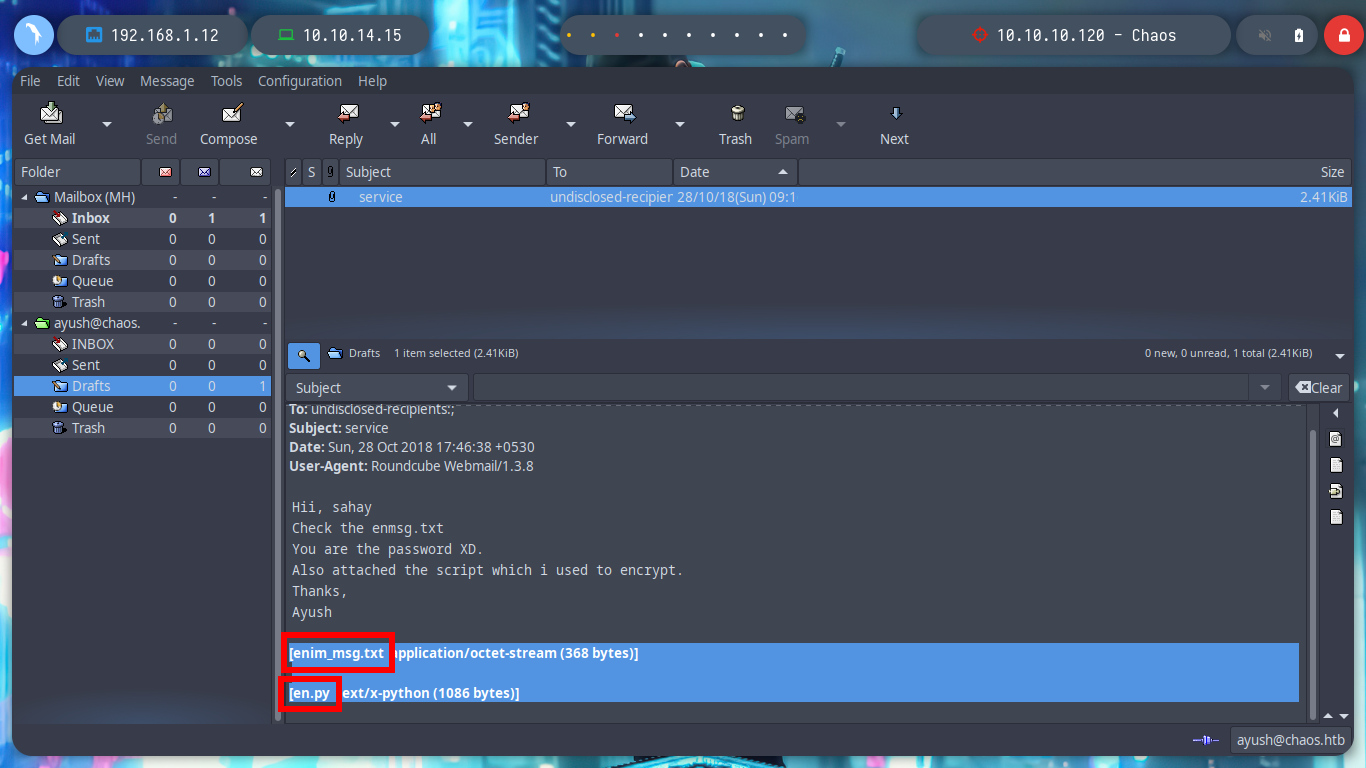 192.168.1.12
10.10.14.15
10.10.10.120 - Chaos
File Edit View Message Tools Configuration Help
Get Mail Send Compose Reply All Sender Forward Trash Spam Next
Folder
Mailbox (MH) - - -
Inbox 0 1 1
Sent 0 0 0
Drafts 0 0 0
Queue 0 0 0
Trash 0 0 0
ayush@chaos. - - -
INBOX 0 0 0
Sent 0 0 0
Drafts 0 0 1
Queue 0 0 0
Trash 0 0 0
S Subject To Date Size
service undisclosed-recipier 28/10/18(Sun) 09:1 2.41KiB
Drafts 1 item selected (2.41KiB) 0 new, 0 unread, 1 total (2.41KiB)
Subject Clear
To: undisclosed-recipients:;
Subject: service
Date: Sun, 28 Oct 2018 17:46:38 +0530
User-Agent: Roundcube Webmail/1.3.8
Hii, sahay
Check the enmsg.txt
You are the password XD.
Also attached the script which i used to encrypt.
Thanks,
Ayush
[enim_msg.txt application/octet-stream (368 bytes)]
[en.py text/x-python (1086 bytes)]
ayush@chaos.htb